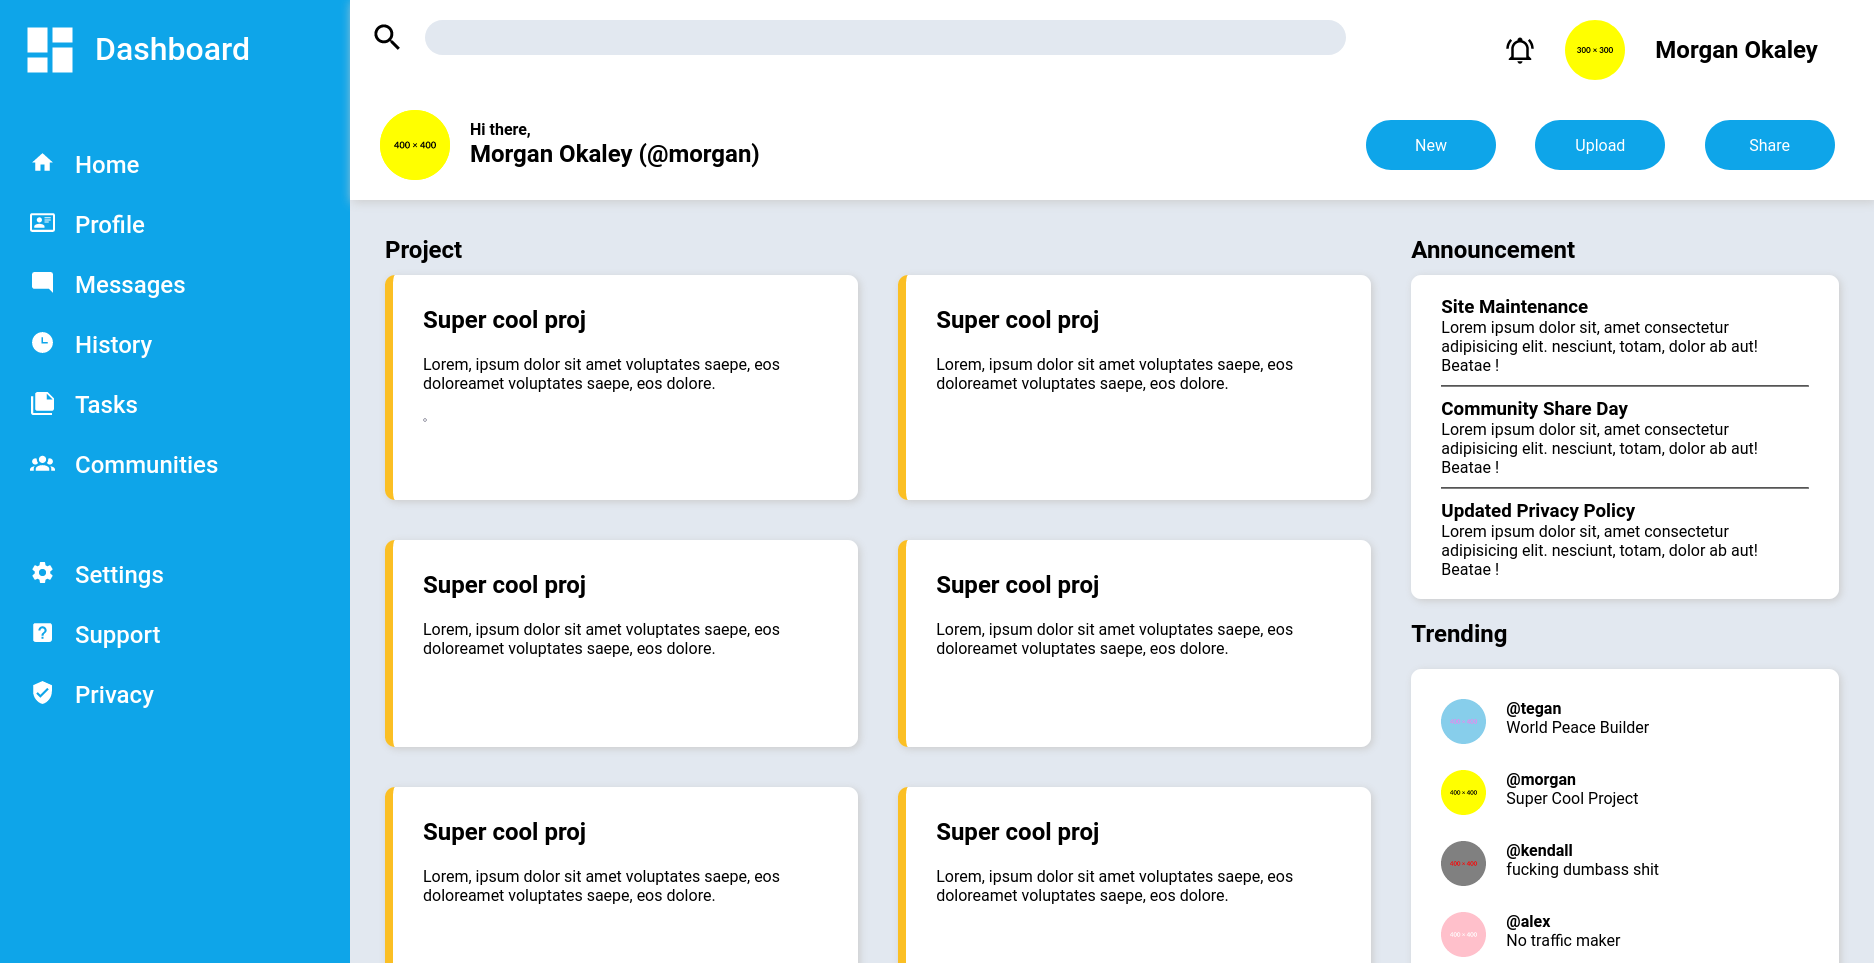 Dashboard
Home
Profile
Messages
History
Tasks
Communities
Settings
Support
Privacy
300 × 300
Morgan Okaley
400 × 400
Hi there,
Morgan Okaley (@morgan)
New
Upload
Share
Project
Super cool proj
Lorem, ipsum dolor sit amet voluptates saepe, eos
doloreamet voluptates saepe, eos dolore.
Super cool proj
Lorem, ipsum dolor sit amet voluptates saepe, eos
doloreamet voluptates saepe, eos dolore.
Super cool proj
Lorem, ipsum dolor sit amet voluptates saepe, eos
doloreamet voluptates saepe, eos dolore.
Super cool proj
Lorem, ipsum dolor sit amet voluptates saepe, eos
doloreamet voluptates saepe, eos dolore.
Super cool proj
Lorem, ipsum dolor sit amet voluptates saepe, eos
doloreamet voluptates saepe, eos dolore.
Super cool proj
Lorem, ipsum dolor sit amet voluptates saepe, eos
doloreamet voluptates saepe, eos dolore.
Announcement
Site Maintenance
Lorem ipsum dolor sit, amet consectetur
adipisicing elit. nesciunt, totam, dolor ab aut!
Beatae !
Community Share Day
Lorem ipsum dolor sit, amet consectetur
adipisicing elit. nesciunt, totam, dolor ab aut!
Beatae !
Updated Privacy Policy
Lorem ipsum dolor sit, amet consectetur
adipisicing elit. nesciunt, totam, dolor ab aut!
Beatae !
Trending
@tegan
World Peace Builder
400 × 400
@morgan
Super Cool Project
400 × 400
@kendall
fucking dumbass shit
400 × 400
@alex
No traffic maker